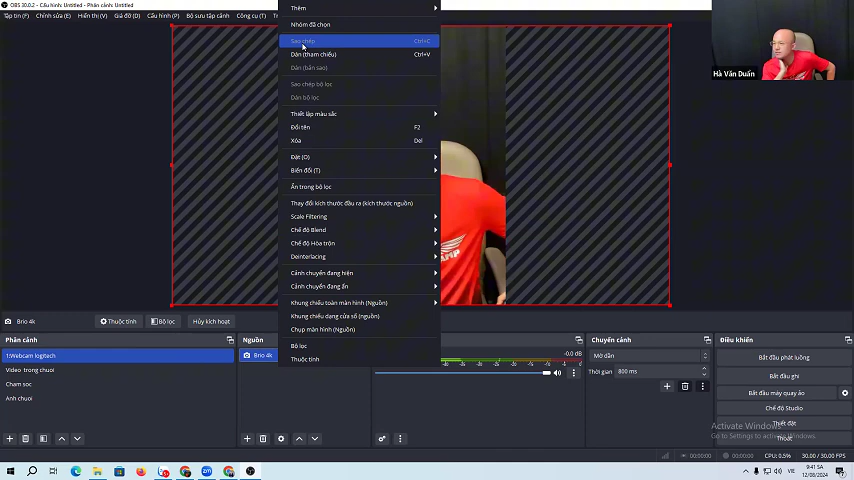 OBS 30.0.2 - Cấu hình: Untitled - Phân cảnh: Untitled
Tập tin (F) Chỉnh sửa (E) Hiển thị (V) Giá đỡ (D) Cấu hình (P) Bộ sưu tập cảnh Công cụ (T)
Thêm
Nhóm đã chọn
Sao chép Ctrl+C
Dán (tham chiếu) Ctrl+V
Dán (bản sao)
Sao chép bộ lọc
Dán bộ lọc
Thiết lập màu sắc
Đổi tên F2
Xóa Del
Đặt (O)
Biến đổi (T)
Ẩn trong bộ lọc
Thay đổi kích thước đầu ra (kích thước nguồn)
Scale Filtering
Chế độ Blend
Chế độ Hòa trộn
Deinterlacing
Cảnh chuyển đang hiện
Cảnh chuyển đang ẩn
Khung chiếu toàn màn hình (Nguồn)
Khung chiếu dạng cửa sổ (nguồn)
Chụp màn hình (Nguồn)
Bộ lọc
Thuộc tính
Hà Văn Duẩn
Brio 4k Thuộc tính Bộ lọc Hủy kích hoạt
Phân cảnh
1:Webcam logitech
Video trong chuoi
Cham soc
Anh chuoi
Nguồn
Brio 4k
-0.0 dB
Chuyển cảnh
Mờ dần
Thời gian 800 ms
Điều khiển
Bắt đầu phát luồng
Bắt đầu ghi
Bắt đầu máy quay ảo
Chế độ Studio
Thiết đặt
Thoát
Activate Windows
Go to Settings to activate Windows.
00:00:00 00:00:00 CPU: 0.5% 30.00 / 30.00 FPS
VIE
9:41 SA
12/08/2024